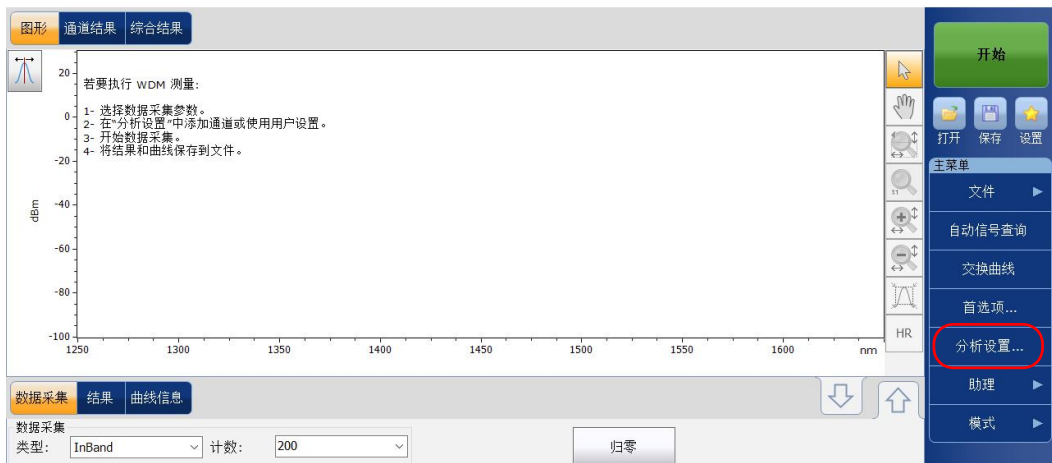 图形 通道结果 综合结果
若要执行 WDM 测量:
1- 选择数据采集参数。
2- 在“分析设置”中添加通道或使用用户设置。
3- 开始数据采集。
4- 将结果和曲线保存到文件。
20
0
-20
-40
-60
-80
-100
dBm
1250 1300 1350 1400 1450 1500 1550 1600 nm
S1
HR
数据采集 结果 曲线信息
数据采集
类型: InBand 计数: 200 归零
开始
打开 保存 设置
主菜单
文件
自动信号查询
交换曲线
首选项...
分析设置...
助理
模式